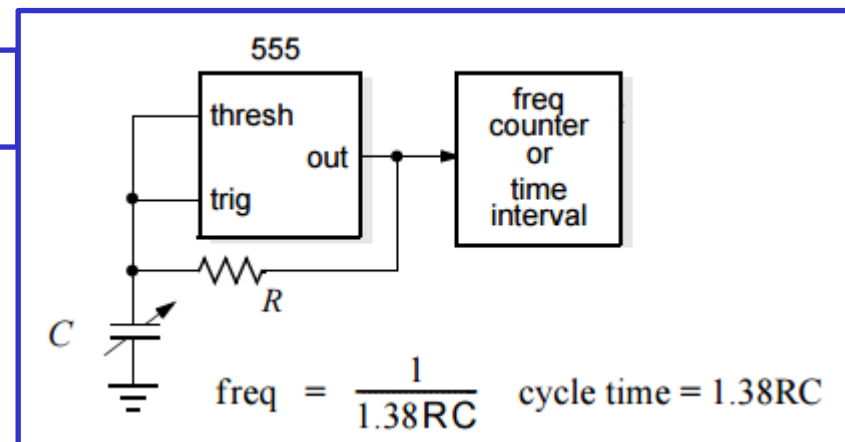 555
thresh
trig
out
freq
counter
or
time
interval
R
C
freq = 1/1.38RC cycle time = 1.38RC